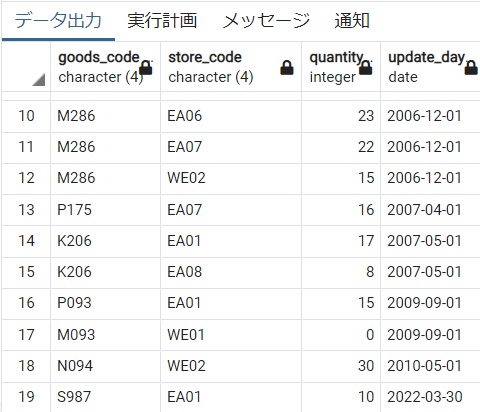 データ出力 実行計画 メッセージ 通知
goods_code store_code quantity update_day
character (4) character (4) integer date
10 M286 EA06 23 2006-12-01
11 M286 EA07 22 2006-12-01
12 M286 WE02 15 2006-12-01
13 P175 EA07 16 2007-04-01
14 K206 EA01 17 2007-05-01
15 K206 EA08 8 2007-05-01
16 P093 EA01 15 2009-09-01
17 M093 WE01 0 2009-09-01
18 N094 WE02 30 2010-05-01
19 S987 EA01 10 2022-03-30